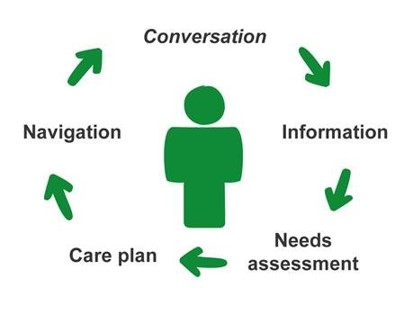 Conversation
Information
Needs
assessment
Care plan
Navigation